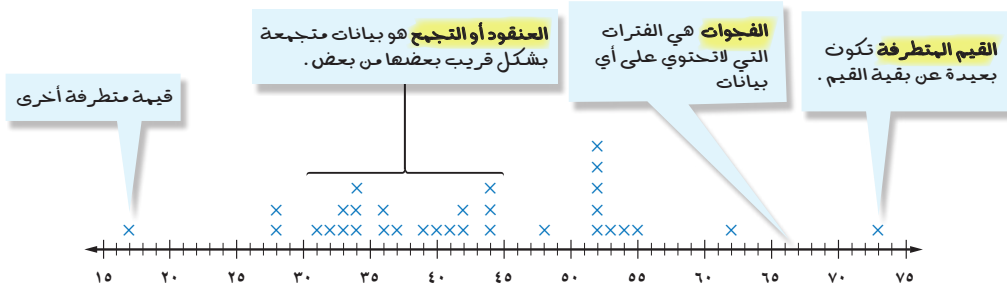 القيم المتطرفة تكون
بعيدة عن بقية القيم .
الفجوات هي الفترات
التي لاتحتوي على أي
بيانات
العنقود أو التجمع هو بيانات متجمعة
بشكل قريب بعضها من بعض .
قيمة متطرفة أخرى
١٥ ٢٠ ٢٥ ٣٠ ٣٥ ٤٠ ٤٥ ٥٠ ٥٥ ٦٠ ٦٥ ٧٠ ٧٥